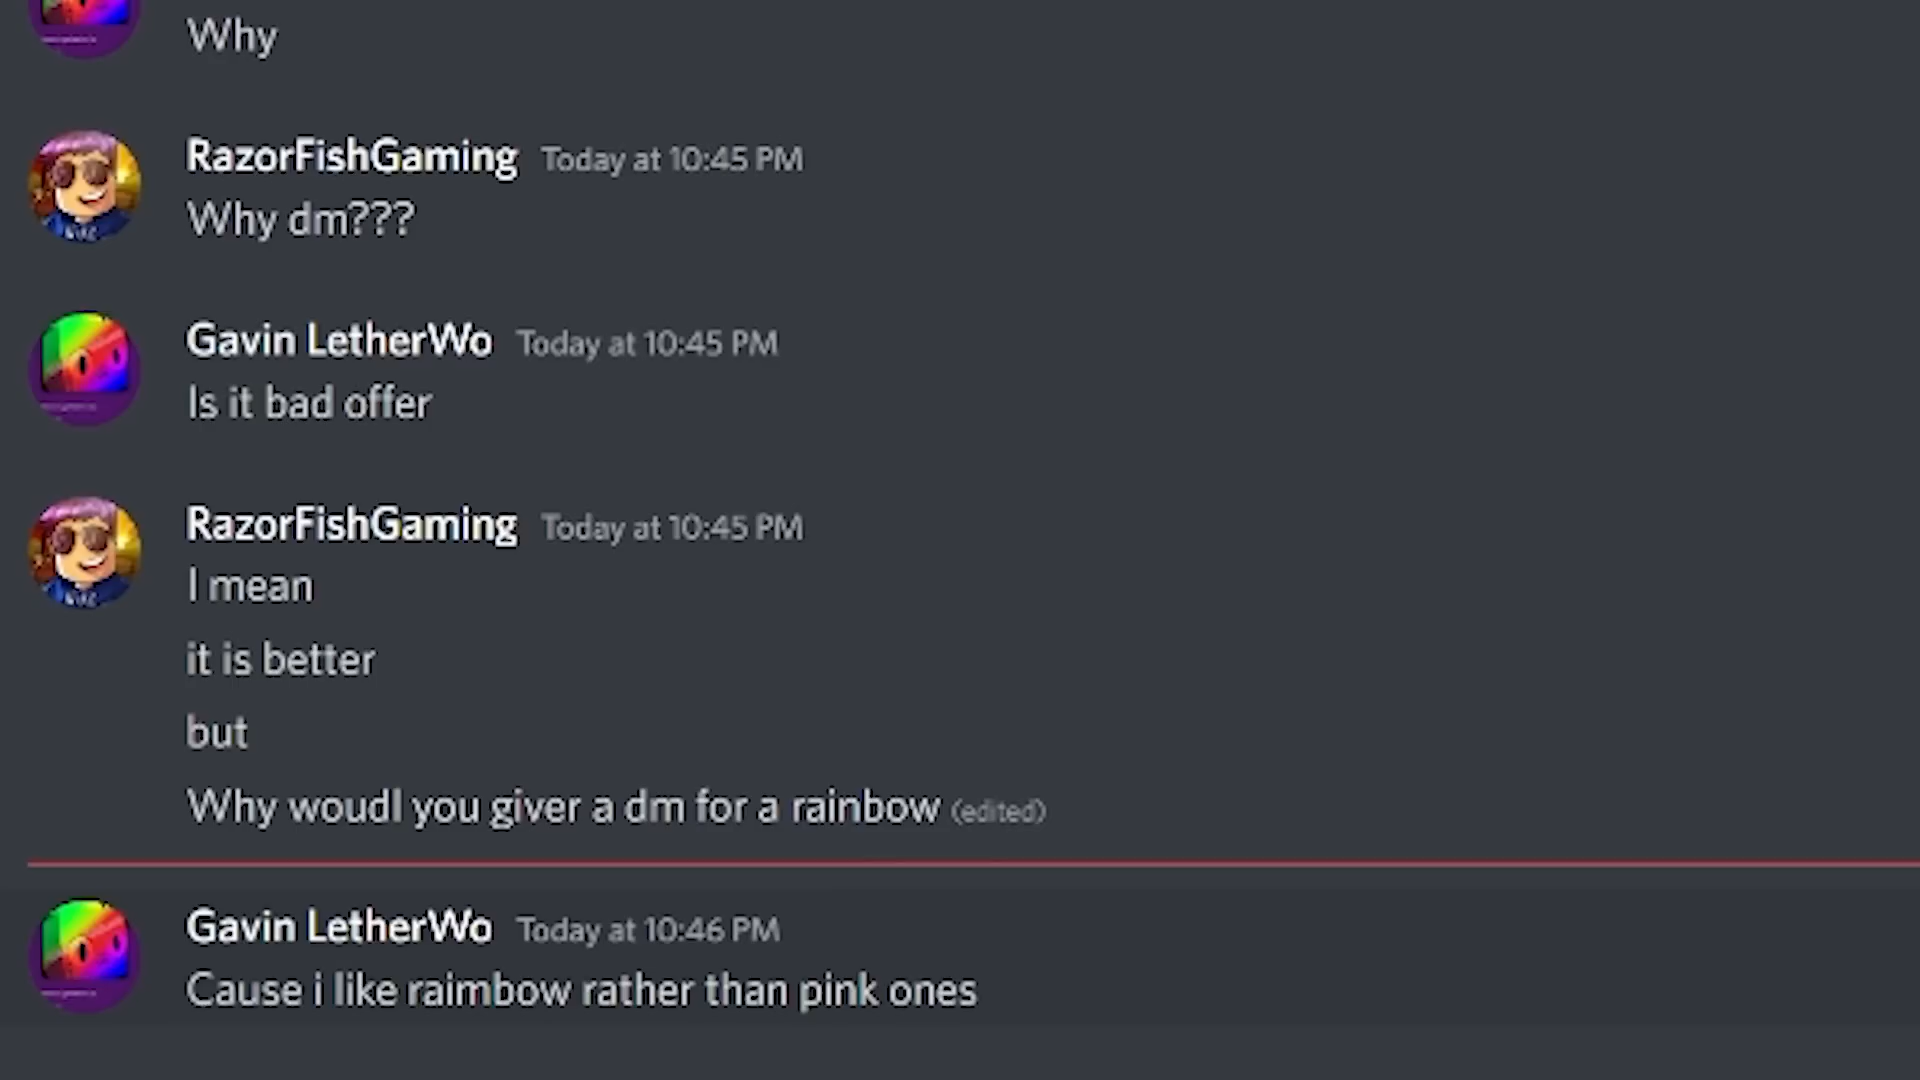 Why
RazorFishGaming Today at 10:45 PM
Why dm???
Gavin LetherWo Today at 10:45 PM
Is it bad offer
RazorFishGaming Today at 10:45 PM
I mean
it is better
but
Why woudl you giver a dm for a rainbow (edited)
Gavin LetherWo Today at 10:46 PM
Cause i like raimbow rather than pink ones